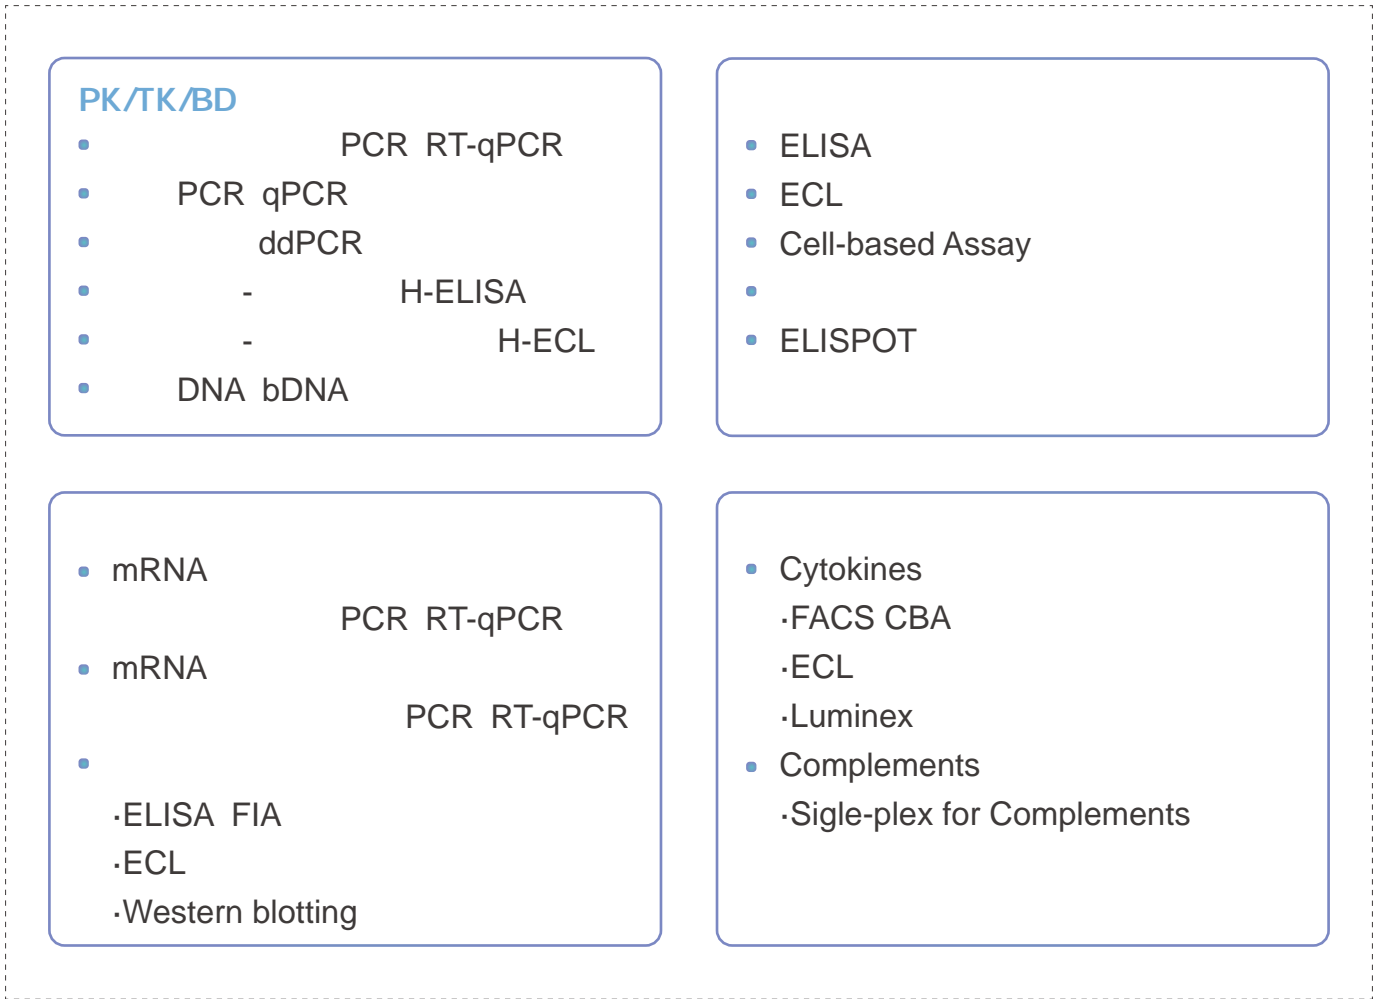 PK/TK/BD
PCR RT-qPCR
PCR qPCR
ddPCR
- H-ELISA
- H-ECL
DNA bDNA
ELISA
ECL
Cell-based Assay
ELISPOT
mRNA
PCR RT-qPCR
mRNA
PCR RT-qPCR
·ELISA FIA
·ECL
·Western blotting
Cytokines
·FACS CBA
·ECL
·Luminex
Complements
·Sigle-plex for Complements